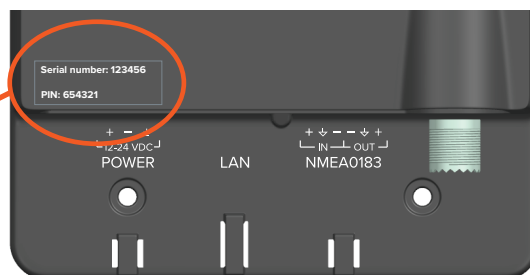 Serial number: 123456
PIN: 654321
+ − ⏚
12-24 VDC
POWER
LAN
+ ⏚ − − ⏚ +
IN OUT
NMEA0183